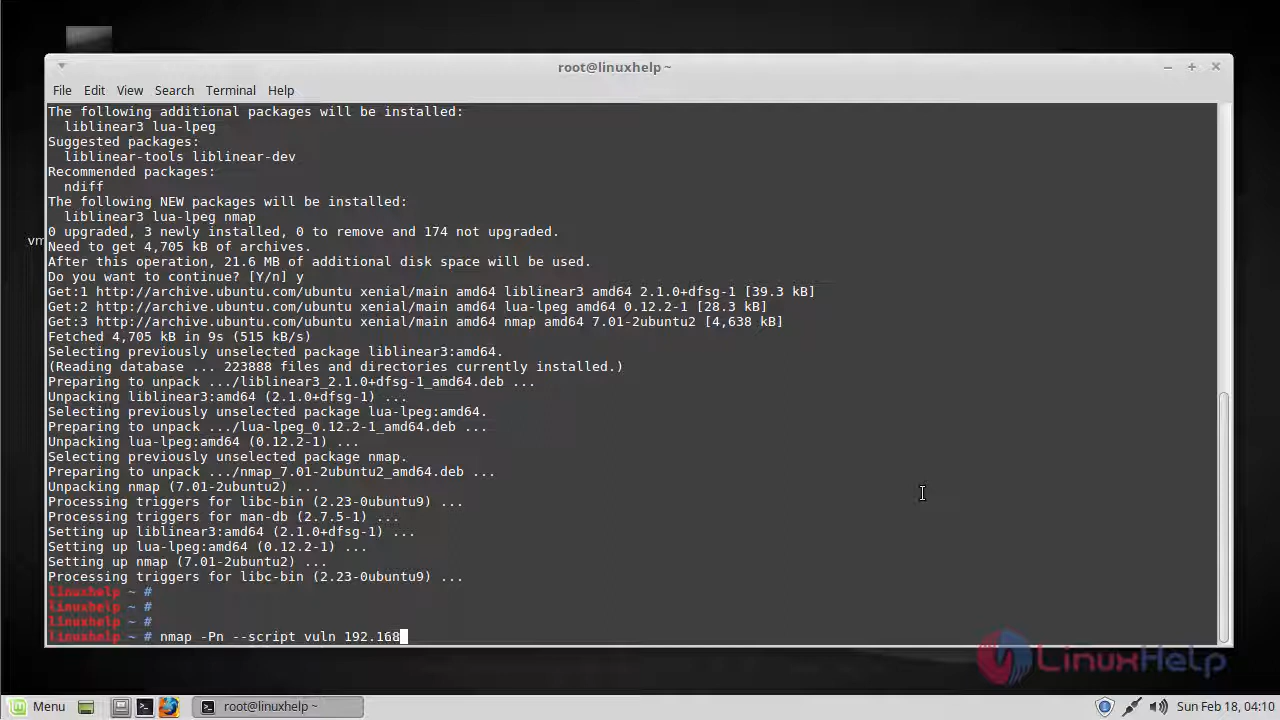 root@linuxhelp ~
File Edit View Search Terminal Help
The following additional packages will be installed:
liblinear3 lua-lpeg
Suggested packages:
liblinear-tools liblinear-dev
Recommended packages:
ndiff
The following NEW packages will be installed:
liblinear3 lua-lpeg nmap
0 upgraded, 3 newly installed, 0 to remove and 174 not upgraded.
Need to get 4,705 kB of archives.
After this operation, 21.6 MB of additional disk space will be used.
Do you want to continue? [Y/n] y
Get:1 http://archive.ubuntu.com/ubuntu xenial/main amd64 liblinear3 amd64 2.1.0+dfsg-1 [39.3 kB]
Get:2 http://archive.ubuntu.com/ubuntu xenial/main amd64 lua-lpeg amd64 0.12.2-1 [28.3 kB]
Get:3 http://archive.ubuntu.com/ubuntu xenial/main amd64 nmap amd64 7.01-2ubuntu2 [4,638 kB]
Fetched 4,705 kB in 9s (515 kB/s)
Selecting previously unselected package liblinear3:amd64.
(Reading database ... 223888 files and directories currently installed.)
Preparing to unpack .../liblinear3_2.1.0+dfsg-1_amd64.deb ...
Unpacking liblinear3:amd64 (2.1.0+dfsg-1) ...
Selecting previously unselected package lua-lpeg:amd64.
Preparing to unpack .../lua-lpeg_0.12.2-1_amd64.deb ...
Unpacking lua-lpeg:amd64 (0.12.2-1) ...
Selecting previously unselected package nmap.
Preparing to unpack .../nmap_7.01-2ubuntu2_amd64.deb ...
vm
Unpacking nmap (7.01-2ubuntu2) ...
Processing triggers for libc-bin (2.23-0ubuntu9) ...
Processing triggers for man-db (2.7.5-1) ...
Setting up liblinear3:amd64 (2.1.0+dfsg-1) ...
Setting up lua-lpeg:amd64 (0.12.2-1) ...
Setting up nmap (7.01-2ubuntu2) ...
Processing triggers for libc-bin (2.23-0ubuntu9) ...
linuxhelp ~ #
linuxhelp ~ #
linuxhelp ~ #
linuxhelp ~ # nmap -Pn --script vuln 192.168
LinuxHelp
Menu root@linuxhelp ~ Sun Feb 18, 04:10